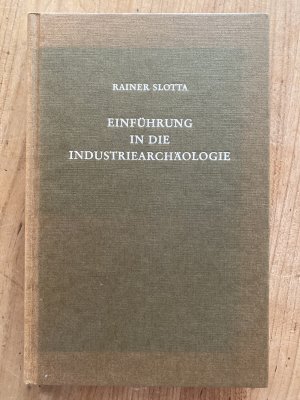 RAINER SLOTTA
EINFÜHRUNG
IN DIE
INDUSTRIEARCHÄOLOGIE